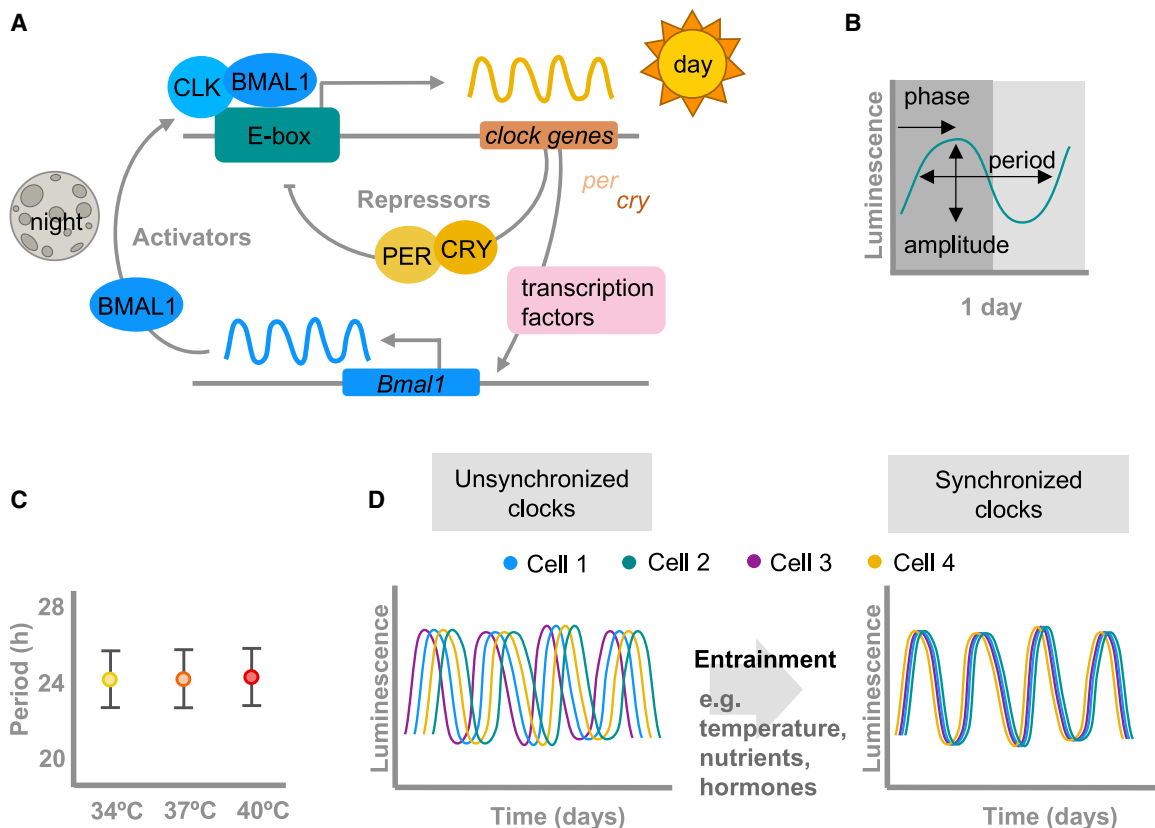 A
CLK
BMAL1
day
E-box
clock genes
per
cry
Repressors
night
Activators
PER
CRY
BMAL1
transcription
factors
Bmal1
B
Luminescence
phase
period
amplitude
1 day
C
Period (h)
28
24
20
34ºC
37ºC
40ºC
D
Unsynchronized
clocks
Synchronized
clocks
Cell 1
Cell 2
Cell 3
Cell 4
Luminescence
Time (days)
Entrainment
e.g.
temperature,
nutrients,
hormones
Luminescence
Time (days)